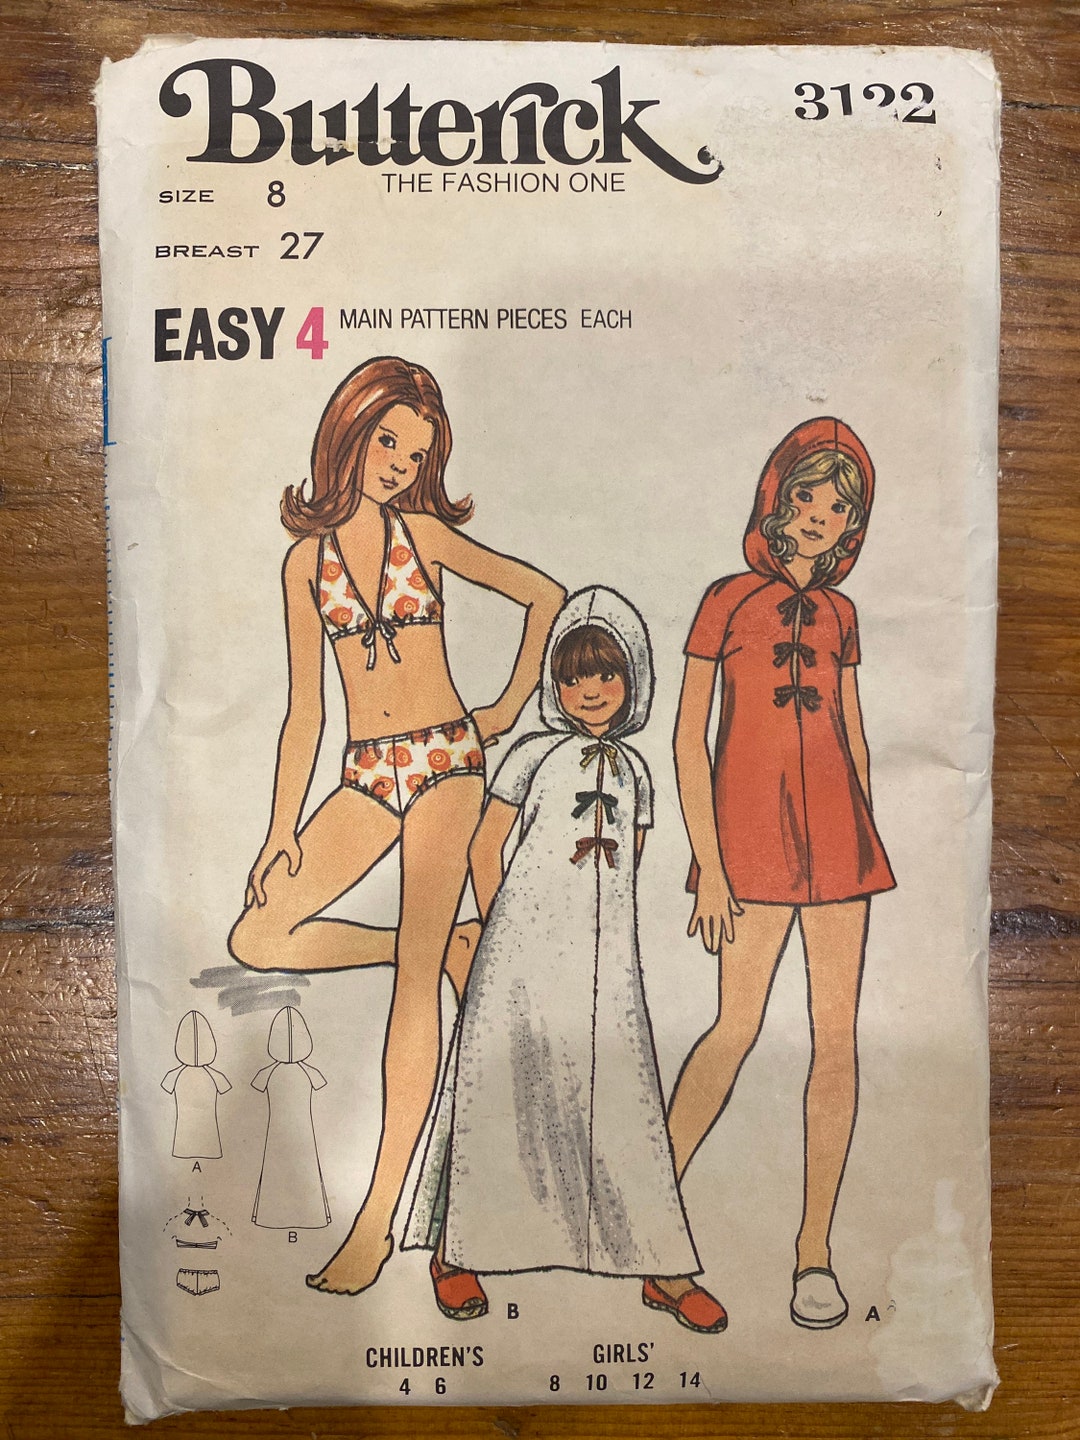 Butterick
3122
THE FASHION ONE
SIZE 8
BREAST 27
EASY 4 MAIN PATTERN PIECES EACH
A
B
B
A
CHILDREN'S
4 6
GIRLS'
8 10 12 14